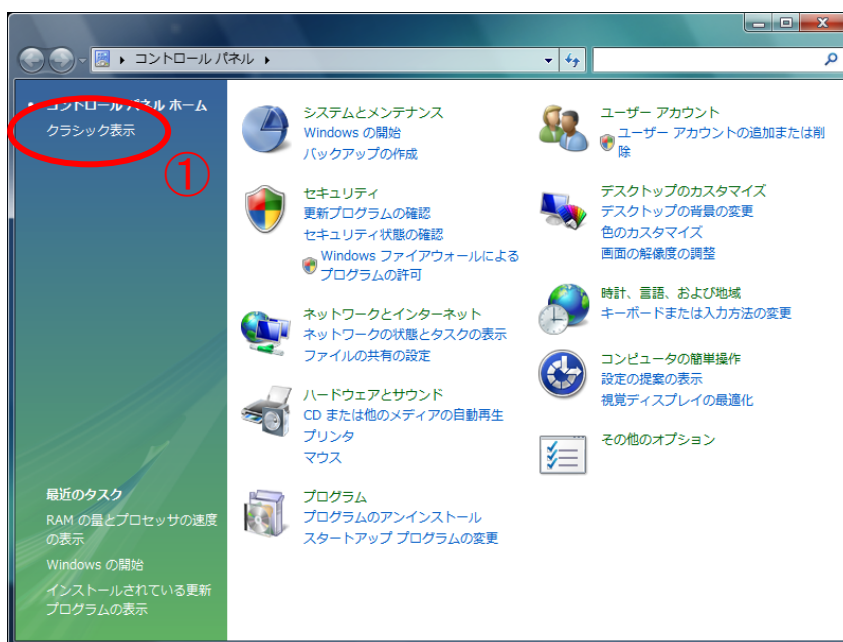 コントロール パネル
コントロール パネル ホーム
クラシック表示
①
最近のタスク
RAM の量とプロセッサの速度
の表示
Windows の開始
インストールされている更新
プログラムの表示
システムとメンテナンス
Windows の開始
バックアップの作成
セキュリティ
更新プログラムの確認
セキュリティ状態の確認
Windows ファイアウォールによる
プログラムの許可
ネットワークとインターネット
ネットワークの状態とタスクの表示
ファイルの共有の設定
ハードウェアとサウンド
CD または他のメディアの自動再生
プリンタ
マウス
プログラム
プログラムのアンインストール
スタートアップ プログラムの変更
ユーザー アカウント
ユーザー アカウントの追加または削
除
デスクトップのカスタマイズ
デスクトップの背景の変更
色のカスタマイズ
画面の解像度の調整
時計、言語、および地域
キーボードまたは入力方法の変更
コンピュータの簡単操作
設定の提案の表示
視覚ディスプレイの最適化
その他のオプション